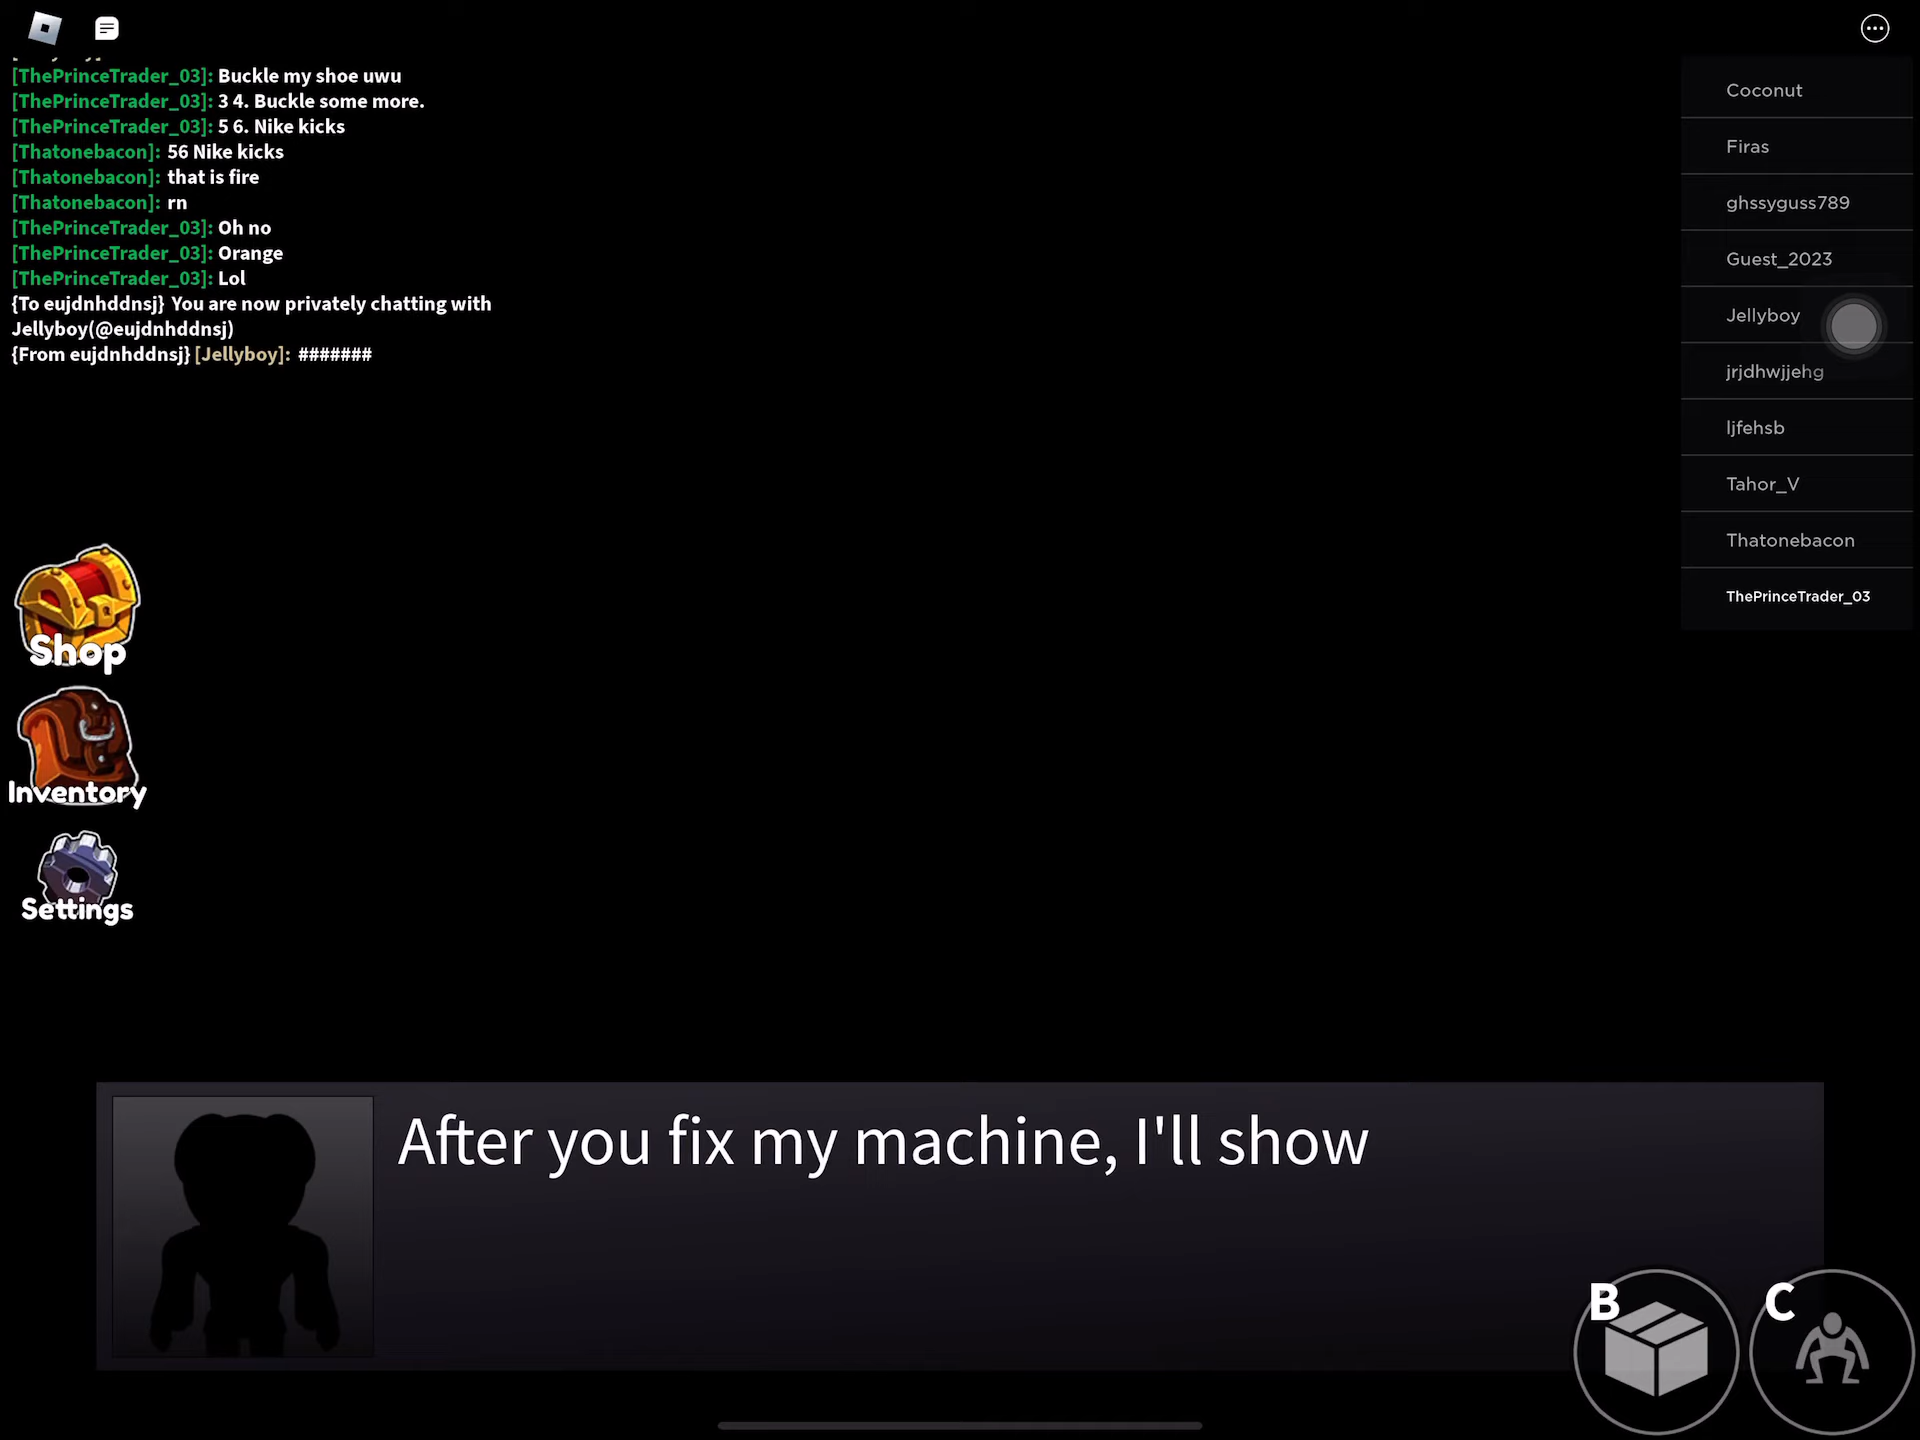 [ThePrinceTrader_03]: Buckle my shoe uwu
[ThePrinceTrader_03]: 3 4. Buckle some more.
[ThePrinceTrader_03]: 5 6. Nike kicks
[Thatonebacon]: 56 Nike kicks
[Thatonebacon]: that is fire
[Thatonebacon]: rn
[ThePrinceTrader_03]: Oh no
[ThePrinceTrader_03]: Orange
[ThePrinceTrader_03]: Lol
{To eujdnhddnsj} You are now privately chatting with
Jellyboy(@eujdnhddnsj)
{From eujdnhddnsj} [Jellyboy]: #######
Coconut
Firas
ghssyguss789
Guest_2023
Jellyboy
jrjdhwjjehg
ljfehsb
Tahor_V
Thatonebacon
ThePrinceTrader_03
Shop
Inventory
Settings
After you fix my machine, I'll show
B
C